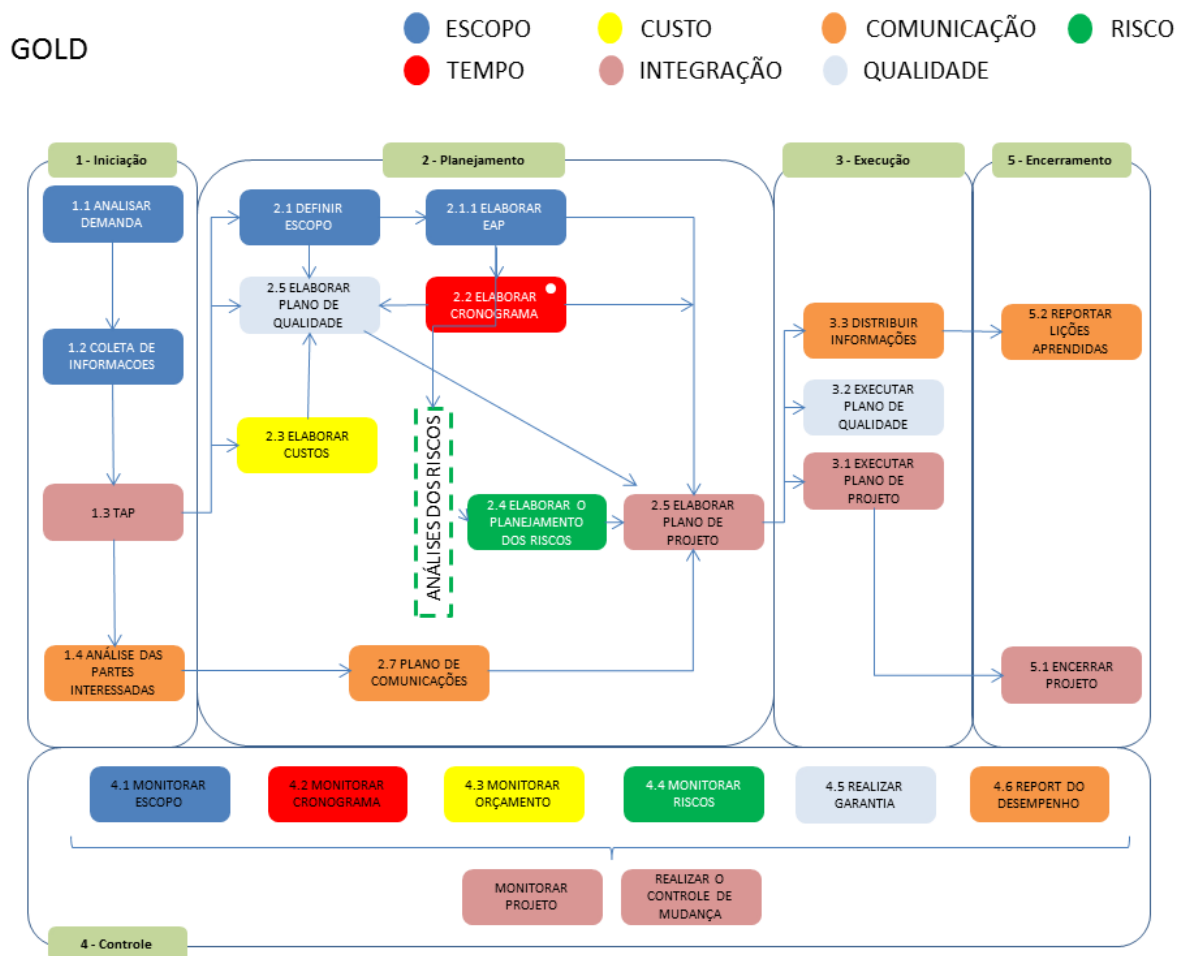 GOLD
ESCOPO
CUSTO
COMUNICAÇÃO
RISCO
TEMPO
INTEGRAÇÃO
QUALIDADE
1 - Iniciação
1.1 ANALISAR
DEMANDA
1.2 COLETA DE
INFORMACOES
1.3 TAP
1.4 ANÁLISE DAS
PARTES
INTERESSADAS
2 - Planejamento
2.1 DEFINIR
ESCOPO
2.1.1 ELABORAR
EAP
2.5 ELABORAR
PLANO DE
QUALIDADE
2.2 ELABORAR
CRONOGRAMA
2.3 ELABORAR
CUSTOS
ANÁLISES DOS RISCOS
2.4 ELABORAR O
PLANEJAMENTO
DOS RISCOS
2.5 ELABORAR
PLANO DE
PROJETO
2.7 PLANO DE
COMUNICAÇÕES
3 - Execução
3.3 DISTRIBUIR
INFORMAÇÕES
3.2 EXECUTAR
PLANO DE
QUALIDADE
3.1 EXECUTAR
PLANO DE
PROJETO
5 - Encerramento
5.2 REPORTAR
LIÇÕES
APRENDIDAS
5.1 ENCERRAR
PROJETO
4.1 MONITORAR
ESCOPO
4.2 MONITORAR
CRONOGRAMA
4.3 MONITORAR
ORÇAMENTO
4.4 MONITORAR
RISCOS
4.5 REALIZAR
GARANTIA
4.6 REPORT DO
DESEMPENHO
MONITORAR
PROJETO
REALIZAR O
CONTROLE DE
MUDANÇA
4 - Controle